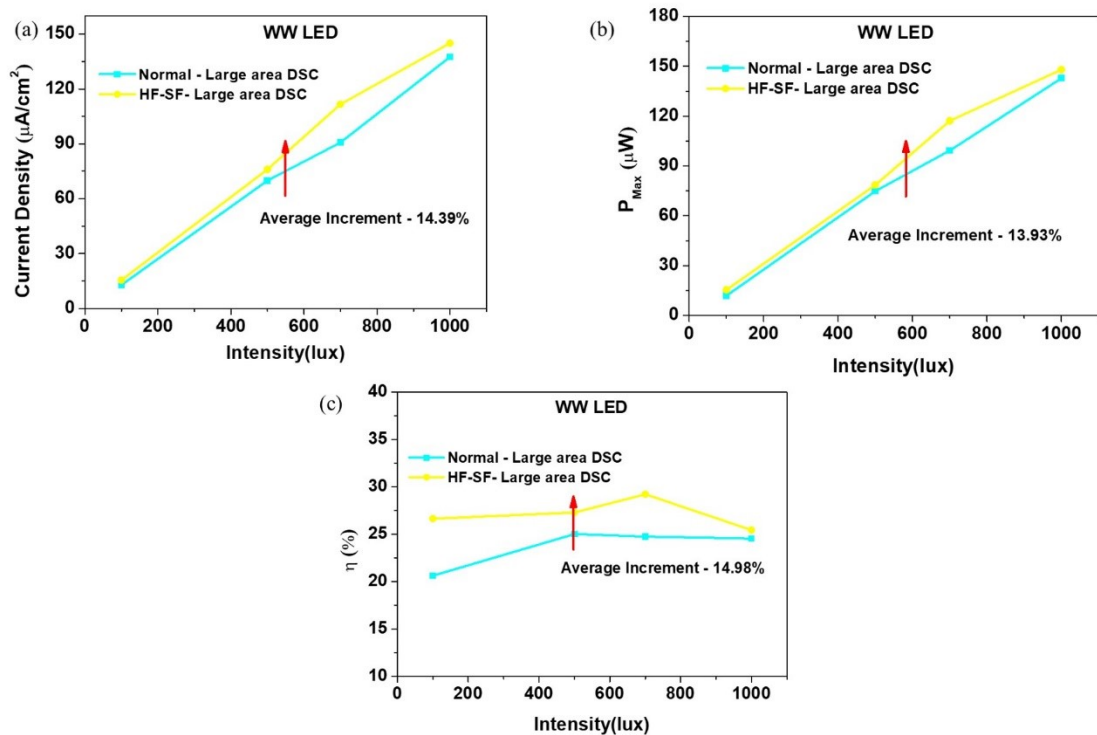 (a)
WW LED
Normal - Large area DSC
HF-SF- Large area DSC
Average Increment - 14.39%
Current Density (µA/cm²)
150
120
90
60
30
0
0 200 400 600 800 1000
Intensity(lux)
(b)
WW LED
Normal - Large area DSC
HF-SF- Large area DSC
Average Increment - 13.93%
P_Max (µW)
180
150
120
90
60
30
0
0 200 400 600 800 1000
Intensity(lux)
(c)
WW LED
Normal - Large area DSC
HF-SF- Large area DSC
Average Increment - 14.98%
η (%)
40
35
30
25
20
15
10
0 200 400 600 800 1000
Intensity(lux)